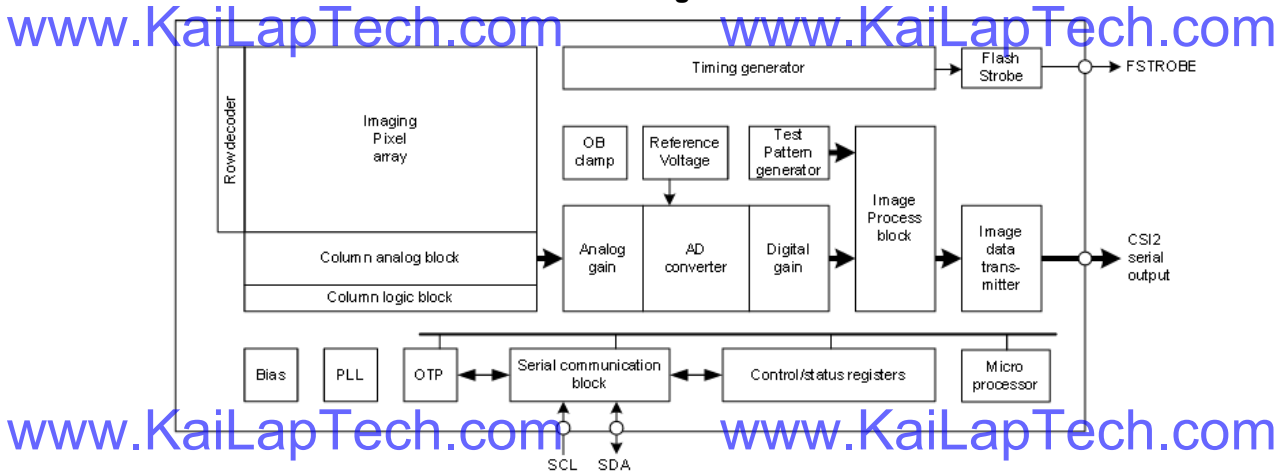 www.KaiLapTech.com
www.KaiLapTech.com
Timing generator
Flash
Strobe
FSTROBE
Row decoder
Imaging
Pixel
array
OB
clamp
Reference
Voltage
Test
Pattern
generator
Image
Process
block
Column analog block
Column logic block
Analog
gain
AD
converter
Digital
gain
Image
data
trans-
mitter
CSI2
serial
output
Bias
PLL
OTP
Serial communication
block
Control/status registers
Micro
processor
www.KaiLapTech.com
www.KaiLapTech.com
SCL
SDA